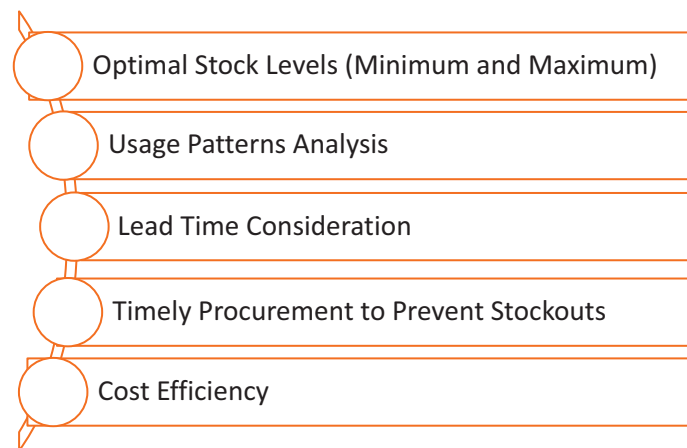 Optimal Stock Levels (Minimum and Maximum)
Usage Patterns Analysis
Lead Time Consideration
Timely Procurement to Prevent Stockouts
Cost Efficiency